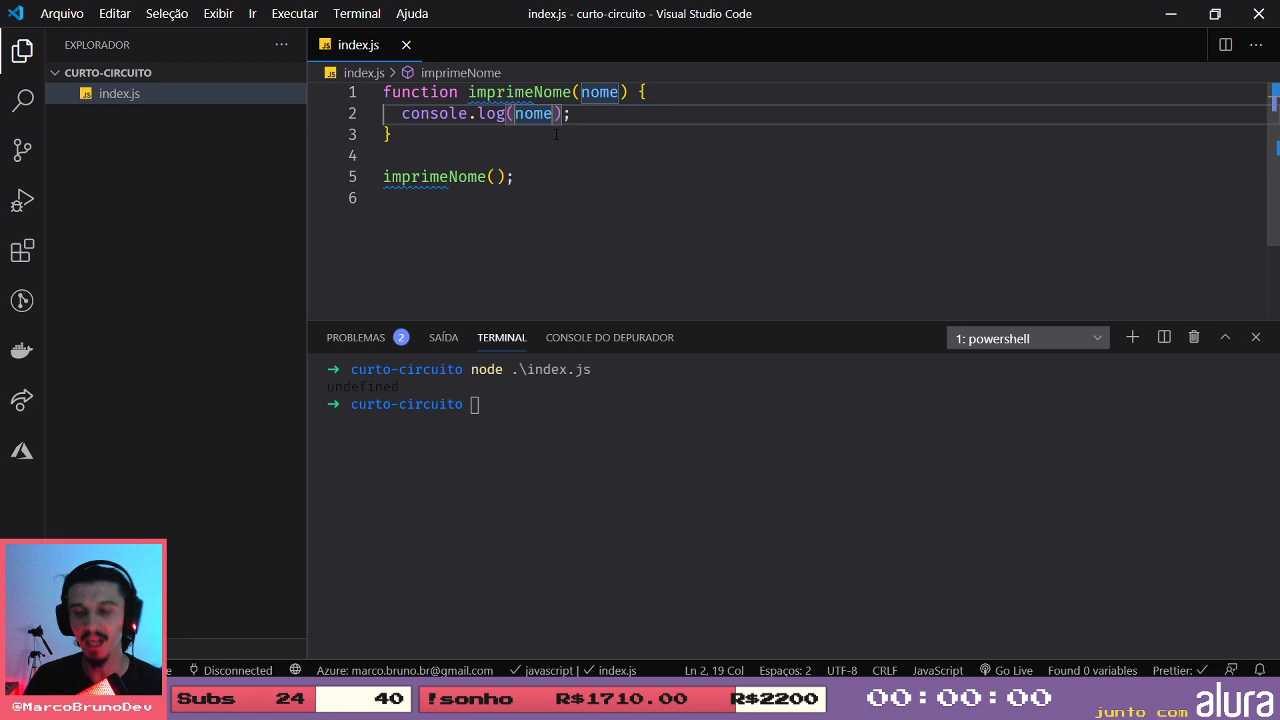 Arquivo Editar Seleção Exibir Ir Executar Terminal Ajuda index.js - curto-circuito - Visual Studio Code
EXPLORADOR
CURTO-CIRCUITO
JS index.js
JS index.js
JS index.js > imprimeNome
1 function imprimeNome(nome) {
2 console.log(nome);
3 }
4
5 imprimeNome();
6
PROBLEMAS 2 SAÍDA TERMINAL CONSOLE DO DEPURADOR 1: powershell
→ curto-circuito node .\index.js
undefined
→ curto-circuito
Disconnected Azure: marco.bruno.br@gmail.com javascript | index.js Ln 2, 19 Col Espaços: 2 UTF-8 CRLF JavaScript Go Live Found 0 variables Prettier: ✓
@MarcoBrunoDev
Subs 24 40 !sonho R$1710.00 R$2200 00:00:00
junto com alura